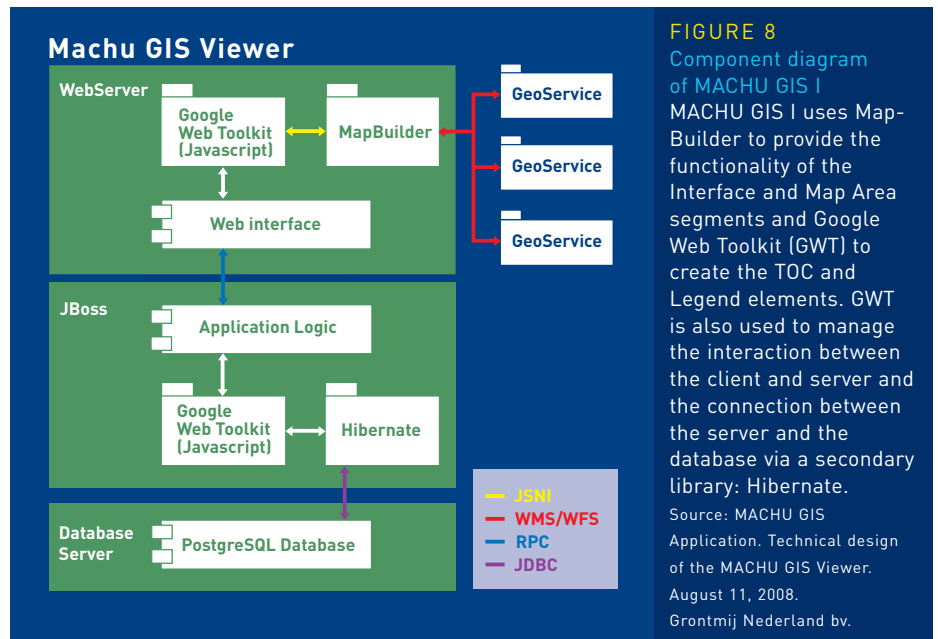 Machu GIS Viewer
WebServer
Google
Web Toolkit
(Javascript)
MapBuilder
GeoService
GeoService
GeoService
Web interface
JBoss
Application Logic
Google
Web Toolkit
(Javascript)
Hibernate
Database
Server
PostgreSQL Database
JSNI
WMS/WFS
RPC
JDBC
FIGURE 8
Component diagram
of MACHU GIS I
MACHU GIS I uses Map-
Builder to provide the
functionality of the
Interface and Map Area
segments and Google
Web Toolkit (GWT) to
create the TOC and
Legend elements. GWT
is also used to manage
the interaction between
the client and server and
the connection between
the server and the
database via a secondary
library: Hibernate.
Source: MACHU GIS
Application. Technical design
of the MACHU GIS Viewer.
August 11, 2008.
Grontmij Nederland bv.